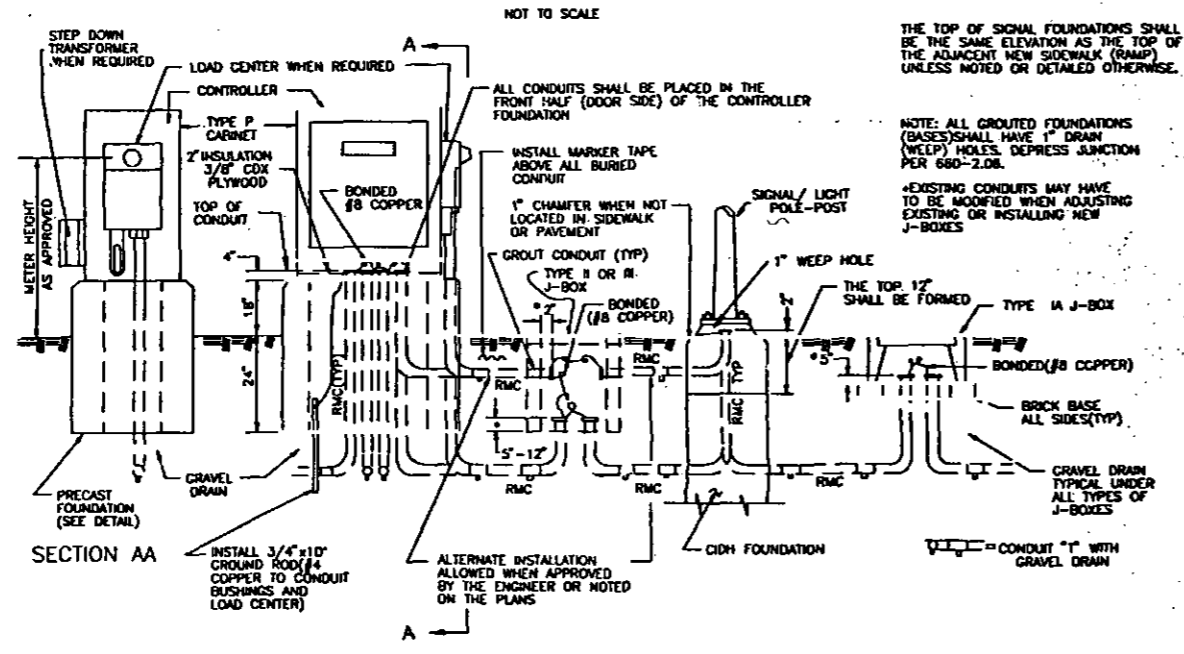 NOT TO SCALE
STEP DOWN
TRANSFORMER
WHEN REQUIRED
LOAD CENTER WHEN REQUIRED
CONTROLLER
TYPE P
CABINET
2" INSULATION
3/8" CDX
PLYWOOD
TOP OF
CONDUIT
METER HEIGHT
AS APPROVED
4"
18"
24"
A
BONDED
#8 COPPER
ALL CONDUITS SHALL BE PLACED IN THE
FRONT HALF (DOOR SIDE) OF THE CONTROLLER
FOUNDATION
INSTALL MARKER TAPE
ABOVE ALL BURIED
CONDUIT
1" CHAMFER WHEN NOT
LOCATED IN SIDEWALK
OR PAVEMENT
GROUT CONDUIT (TYP)
TYPE II OR III
J-BOX
* 2"
BONDED
(#8 COPPER)
SIGNAL/ LIGHT
POLE-POST
1" WEEP HOLE
2"
THE TOP 12"
SHALL BE FORMED
THE TOP OF SIGNAL FOUNDATIONS SHALL
BE THE SAME ELEVATION AS THE TOP OF
THE ADJACENT NEW SIDEWALK (RAMP)
UNLESS NOTED OR DETAILED OTHERWISE.
NOTE: ALL GROUTED FOUNDATIONS
(BASES)SHALL HAVE 1" DRAIN
(WEEP) HOLES. DEPRESS JUNCTION
PER 680-2.08.
*EXISTING CONDUITS MAY HAVE
TO BE MODIFIED WHEN ADJUSTING
EXISTING OR INSTALLING NEW
J-BOXES
TYPE IA J-BOX
* 5"
BONDED(#8 COPPER)
BRICK BASE
ALL SIDES(TYP)
GRAVEL DRAIN
TYPICAL UNDER
ALL TYPES OF
J-BOXES
RMC(TYP)
RMC
RMC
TYP
RMC
*
5"-12"
RMC
RMC
RMC
GRAVEL
DRAIN
PRECAST
FOUNDATION
(SEE DETAIL)
SECTION AA
INSTALL 3/4"x10'
GROUND ROD(#4
COPPER TO CONDUIT
BUSHINGS AND
LOAD CENTER)
ALTERNATE INSTALLATION
ALLOWED WHEN APPROVED
BY THE ENGINEER OR NOTED
ON THE PLANS
CIDH FOUNDATION
= CONDUIT "T" WITH
GRAVEL DRAIN
A